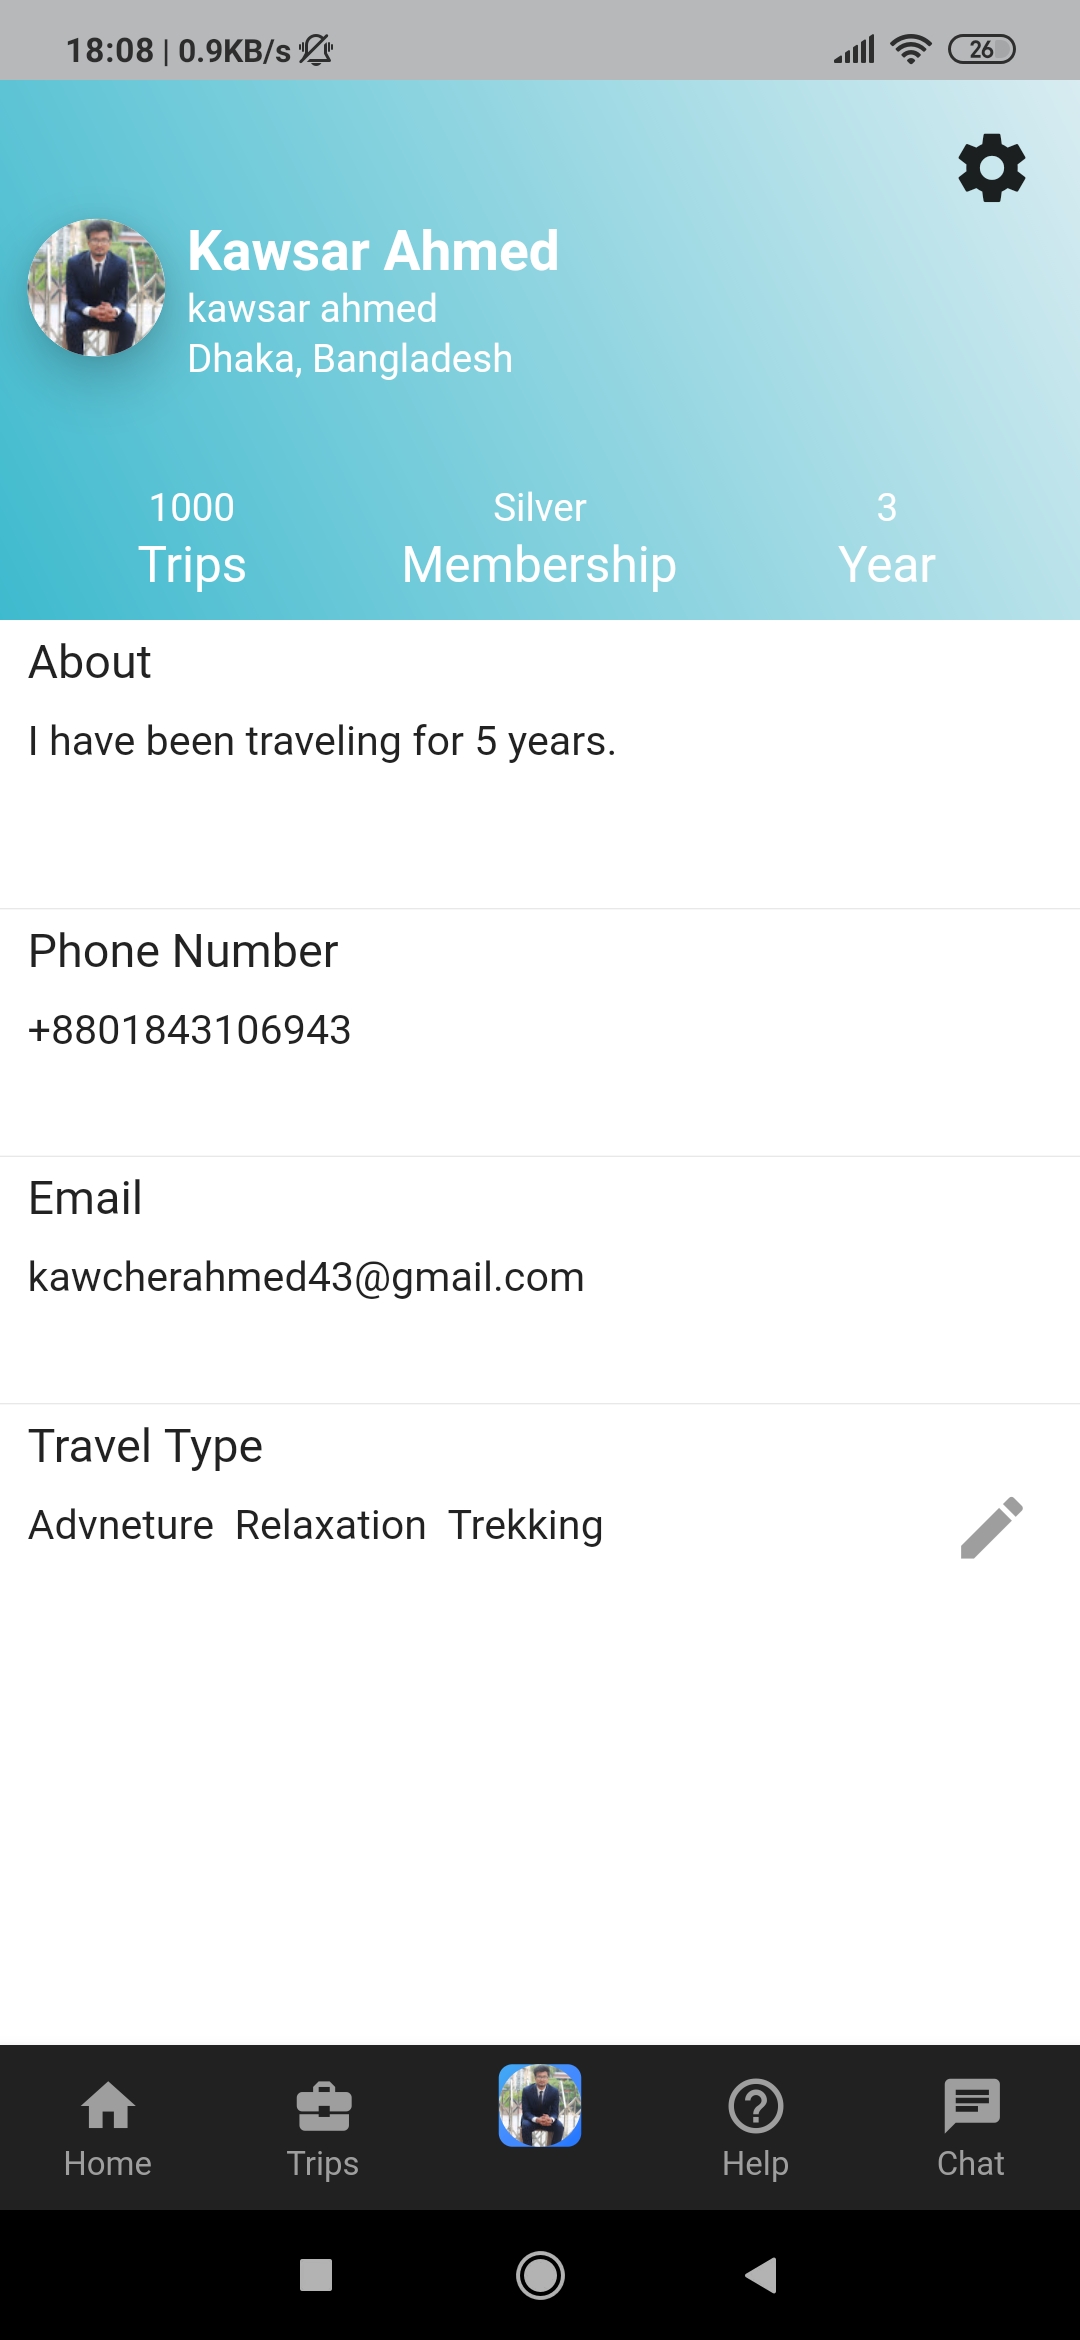 18:08 | 0.9KB/s
26
Kawsar Ahmed
kawsar ahmed
Dhaka, Bangladesh
1000 Silver 3
Trips Membership Year
About
I have been traveling for 5 years.
Phone Number
+8801843106943
Email
kawcherahmed43@gmail.com
Travel Type
Advneture Relaxation Trekking
Home Trips Help Chat